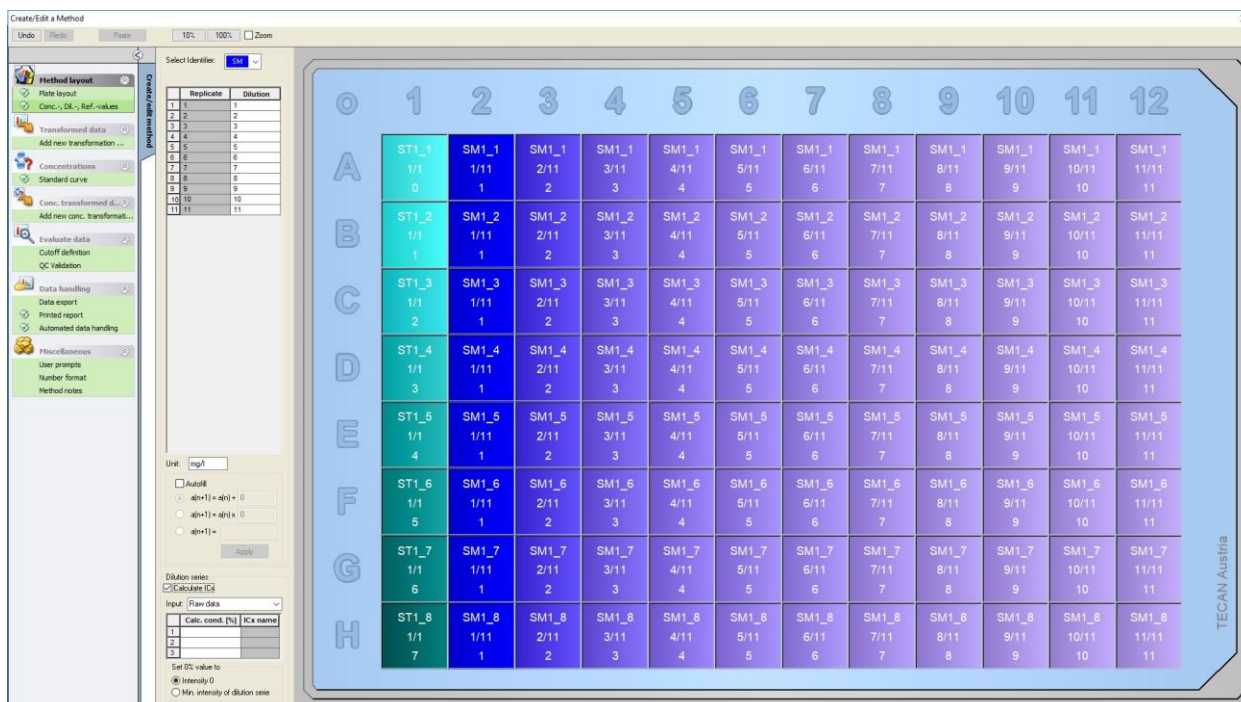 Create/Edit a Method
Undo Redo Paste 10% 100% Zoom
Create/edit method
Method layout
Plate layout
Conc.-, Dil.-, Ref.-values
Transformed data
Add new transformation ...
Concentrations
Standard curve
Conc. transformed d...
Add new conc. transformati...
Evaluate data
Cutoff definition
QC Validation
Data handling
Data export
Printed report
Automated data handling
Miscellaneous
User prompts
Number format
Method notes
Select Identifier: SM
Replicate Dilution
1 1 1
2 2 2
3 3 3
4 4 4
5 5 5
6 6 6
7 7 7
8 8 8
9 9 9
10 10 10
11 11 11
Unit: mg/l
Autofill
a(n+1) = a(n) + 0
a(n+1) = a(n) x 0
a(n+1) =
Apply
Dilution series
Calculate ICx
Input: Raw data
Calc. cond. [%] ICx name
1
2
3
Set 0% value to
Intensity 0
Min. intensity of dilution serie
o 1 2 3 4 5 6 7 8 9 10 11 12
A
ST1_1 SM1_1 SM1_1 SM1_1 SM1_1 SM1_1 SM1_1 SM1_1 SM1_1 SM1_1 SM1_1 SM1_1
1/1 1/11 2/11 3/11 4/11 5/11 6/11 7/11 8/11 9/11 10/11 11/11
0 1 2 3 4 5 6 7 8 9 10 11
B
ST1_2 SM1_2 SM1_2 SM1_2 SM1_2 SM1_2 SM1_2 SM1_2 SM1_2 SM1_2 SM1_2 SM1_2
1/1 1/11 2/11 3/11 4/11 5/11 6/11 7/11 8/11 9/11 10/11 11/11
1 1 2 3 4 5 6 7 8 9 10 11
C
ST1_3 SM1_3 SM1_3 SM1_3 SM1_3 SM1_3 SM1_3 SM1_3 SM1_3 SM1_3 SM1_3 SM1_3
1/1 1/11 2/11 3/11 4/11 5/11 6/11 7/11 8/11 9/11 10/11 11/11
2 1 2 3 4 5 6 7 8 9 10 11
D
ST1_4 SM1_4 SM1_4 SM1_4 SM1_4 SM1_4 SM1_4 SM1_4 SM1_4 SM1_4 SM1_4 SM1_4
1/1 1/11 2/11 3/11 4/11 5/11 6/11 7/11 8/11 9/11 10/11 11/11
3 1 2 3 4 5 6 7 8 9 10 11
E
ST1_5 SM1_5 SM1_5 SM1_5 SM1_5 SM1_5 SM1_5 SM1_5 SM1_5 SM1_5 SM1_5 SM1_5
1/1 1/11 2/11 3/11 4/11 5/11 6/11 7/11 8/11 9/11 10/11 11/11
4 1 2 3 4 5 6 7 8 9 10 11
F
ST1_6 SM1_6 SM1_6 SM1_6 SM1_6 SM1_6 SM1_6 SM1_6 SM1_6 SM1_6 SM1_6 SM1_6
1/1 1/11 2/11 3/11 4/11 5/11 6/11 7/11 8/11 9/11 10/11 11/11
5 1 2 3 4 5 6 7 8 9 10 11
G
ST1_7 SM1_7 SM1_7 SM1_7 SM1_7 SM1_7 SM1_7 SM1_7 SM1_7 SM1_7 SM1_7 SM1_7
1/1 1/11 2/11 3/11 4/11 5/11 6/11 7/11 8/11 9/11 10/11 11/11
6 1 2 3 4 5 6 7 8 9 10 11
H
ST1_8 SM1_8 SM1_8 SM1_8 SM1_8 SM1_8 SM1_8 SM1_8 SM1_8 SM1_8 SM1_8 SM1_8
1/1 1/11 2/11 3/11 4/11 5/11 6/11 7/11 8/11 9/11 10/11 11/11
7 1 2 3 4 5 6 7 8 9 10 11
TECAN Austria